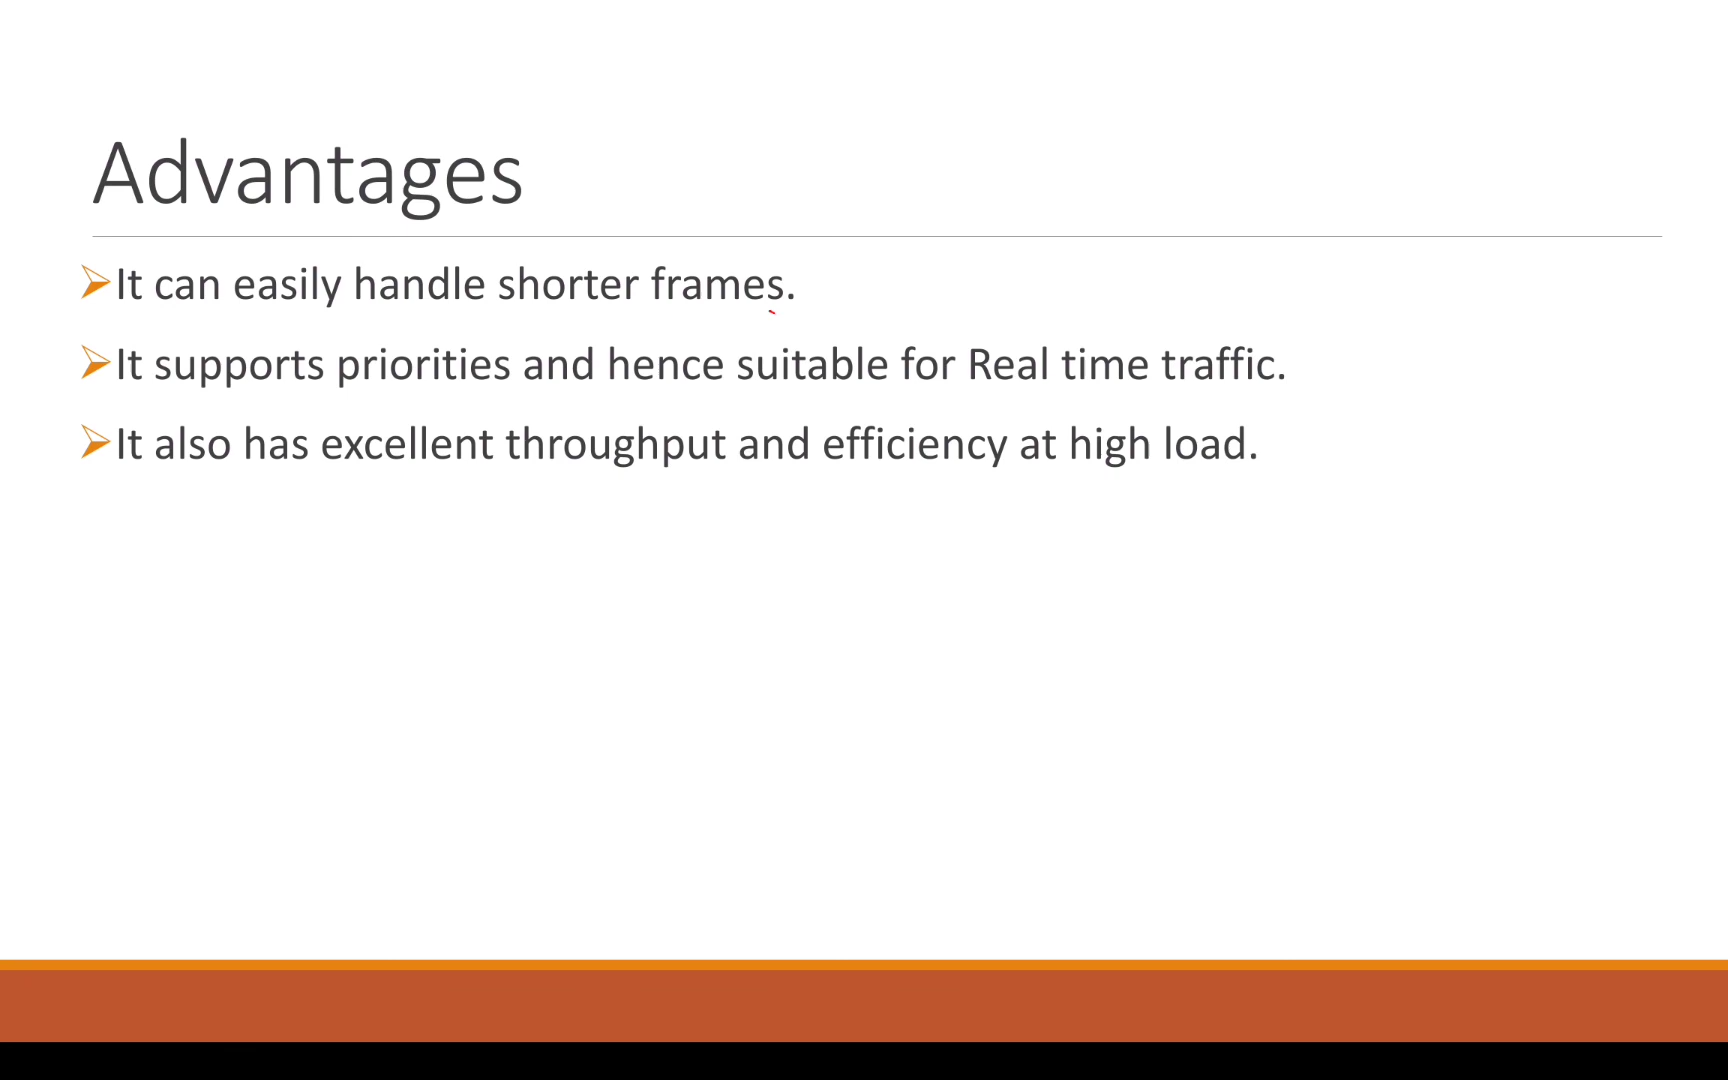 Advantages
It can easily handle shorter frames.
It supports priorities and hence suitable for Real time traffic.
It also has excellent throughput and efficiency at high load.